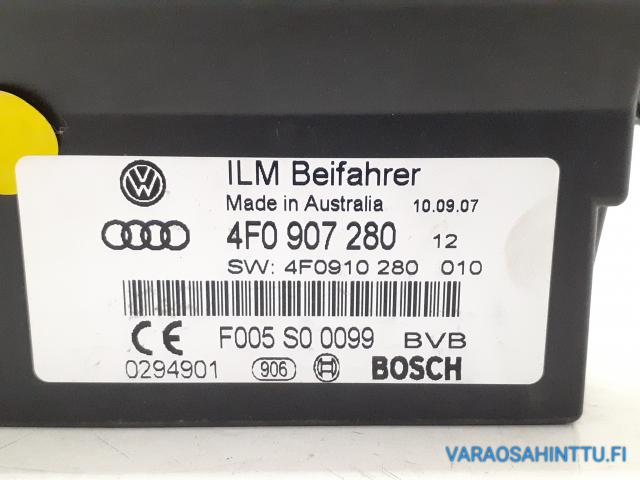 ILM Beifahrer
Made in Australia 10.09.07
4F0 907 280 12
SW: 4F0910 280 010
CE F005 S0 0099 BVB
0294901 906 BOSCH
VARAOSAHINTTU.FI